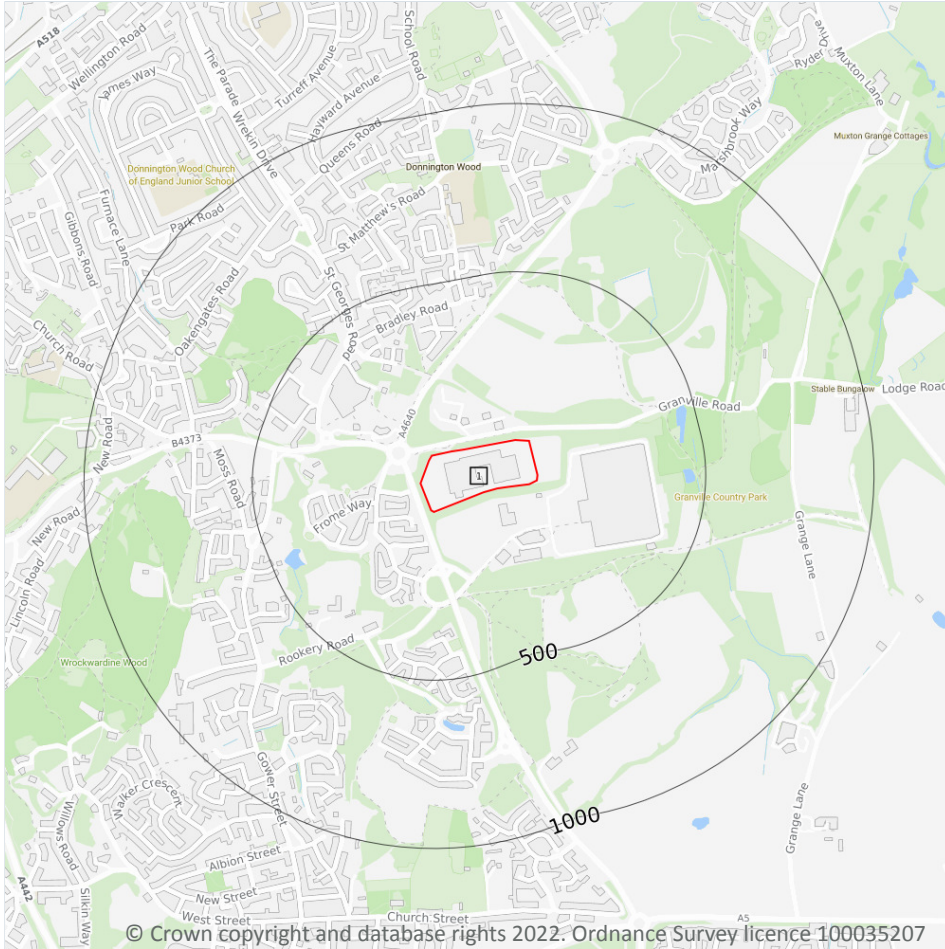 A518
Wellington Road
James Way
The Parade
Wrekin Drive
Turreff Avenue
Hayward Avenue
School Road
Queens Road
Ryder Drive
Muxton Lane
Marshbrook Way
Muxton Grange Cottages
Donnington Wood Church
of England Junior School
Donnington Wood
Furnace Lane
Gibbons Road
Park Road
St Matthew's Road
Oakengates Road
St Georges Road
Bradley Road
Church Road
Stable Bungalow
Lodge Road
Granville Road
A4640
B4373
New Road
Moss Road
1
Frome Way
Granville Country Park
New Road
Grange Lane
Lincoln Road
Rookery Road
500
Wrockwardine Wood
Gower Street
Walker Crescent
Willows Road
1000
Grange Lane
Albion Street
A442
Silkin Way
New Street
West Street
Church Street
A5
© Crown copyright and database rights 2022. Ordnance Survey licence 100035207